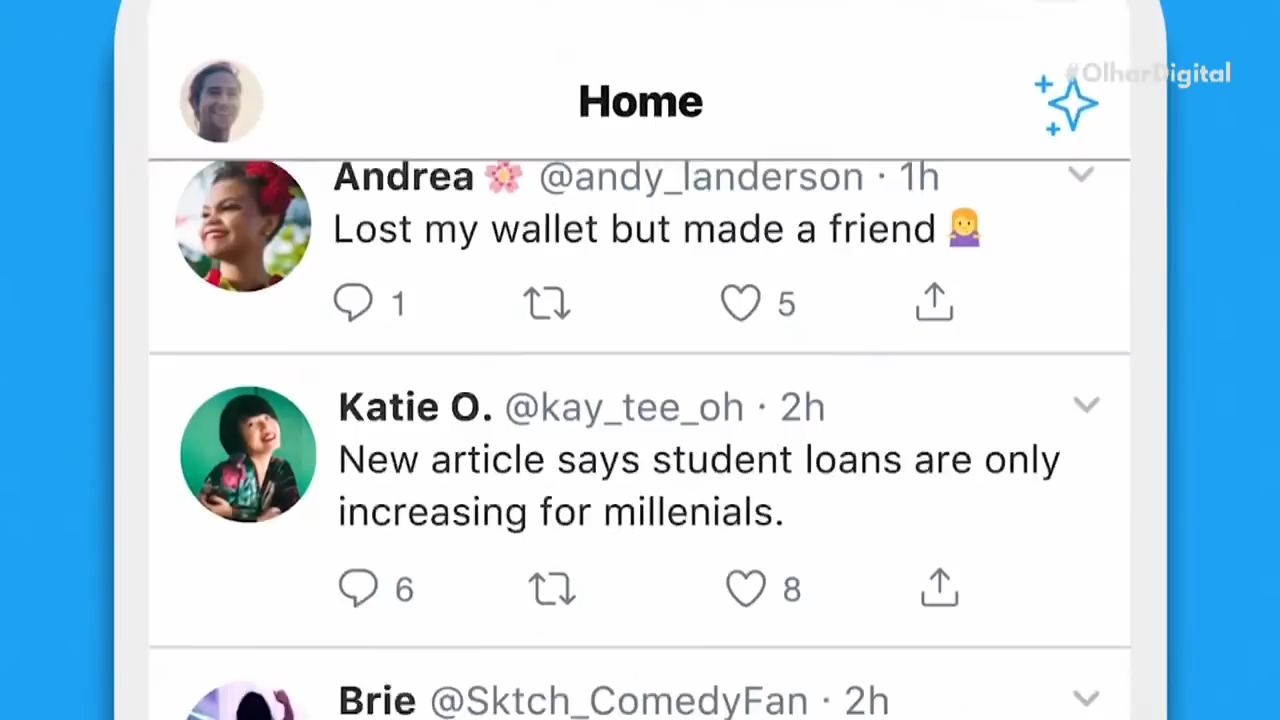 #OlharDigital
Home
Andrea 🌸 @andy_landerson · 1h
Lost my wallet but made a friend 🤷‍♀️
1 5
Katie O. @kay_tee_oh · 2h
New article says student loans are only
increasing for millenials.
6 8
Brie @Sktch_ComedyFan · 2h